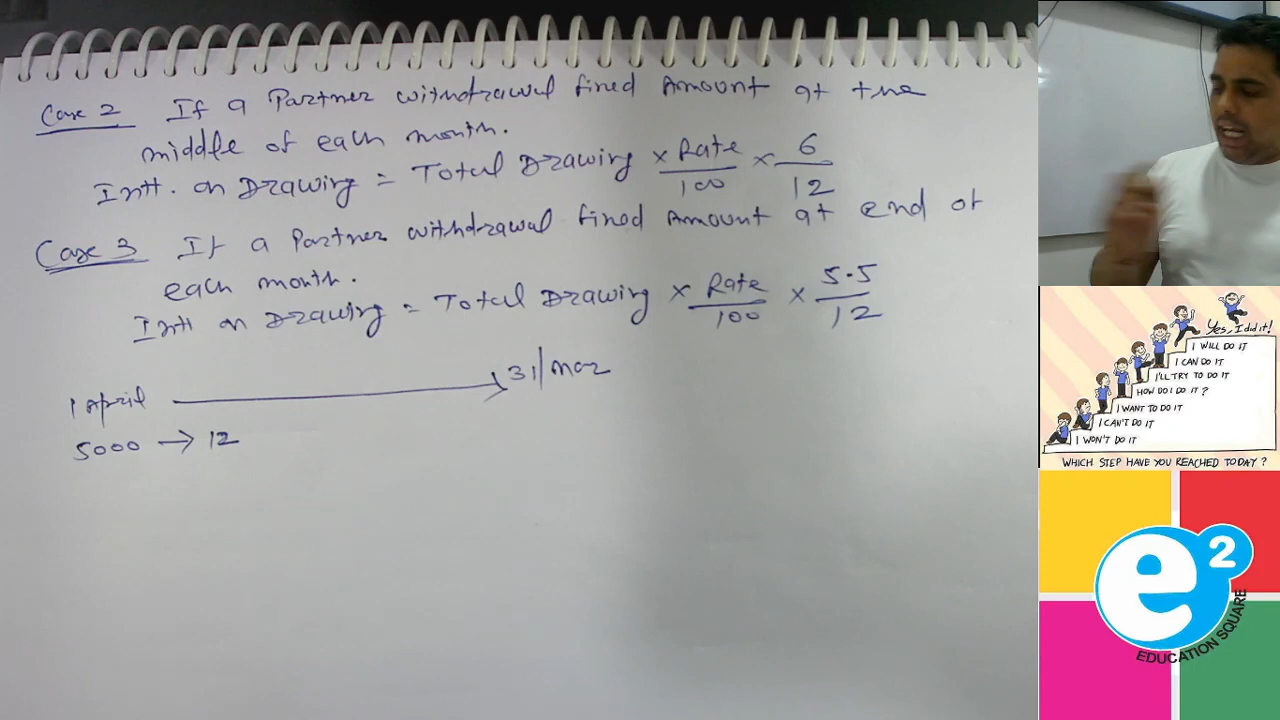 Case 2 If a Partner withdrawal fixed Amount at the
middle of each month.
Intt. on Drawing = Total Drawing × Rate/100 × 6/12
Case 3 If a Partner withdrawal fixed Amount at end of
each month.
Intt on Drawing = Total Drawing × Rate/100 × 5.5/12
1 April → 31/Mar
5000 → 12
Yes, I did it!
I WILL DO IT
I CAN DO IT
I'LL TRY TO DO IT
HOW DO I DO IT?
I WANT TO DO IT
I CAN'T DO IT
I WON'T DO IT
WHICH STEP HAVE YOU REACHED TODAY?
e2
EDUCATION SQUARE